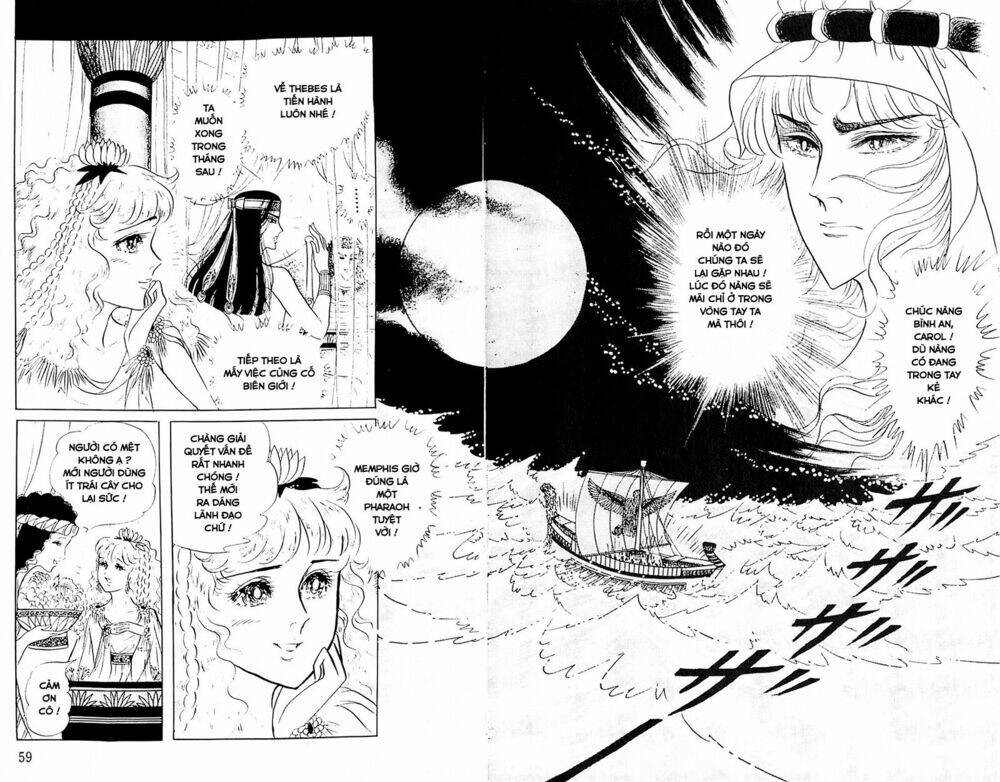 RỒI MỘT NGÀY
NÀO ĐÓ
CHÚNG TA SẼ
LẠI GẶP NHAU !
LÚC ĐÓ NÀNG SẼ
MÃI CHỈ Ở TRONG
VÒNG TAY TA
MÀ THÔI !
CHÚC NÀNG
BÌNH AN,
CAROL !
DÙ NÀNG
CÓ ĐANG
TRONG TAY
KẺ
KHÁC !
ザザザザ
VỀ THEBES LÀ
TIẾN HÀNH
LUÔN NHÉ !
TA
MUỐN
XONG
TRONG
THÁNG
SAU !
.......
TIẾP THEO LÀ
MẤY VIỆC CỦNG CỐ
BIÊN GIỚI !
NGƯỜI CÓ MỆT
KHÔNG Ạ ?
MỜI NGƯỜI DÙNG
ÍT TRÁI CÂY CHO
LẠI SỨC !
CẢM
ƠN
CÔ !
CHÀNG GIẢI
QUYẾT VẤN ĐỀ
RẤT NHANH
CHÓNG !
THẾ MỚI
RA DÁNG
LÃNH ĐẠO
CHỨ !
MEMPHIS GIỜ
ĐÚNG LÀ
MỘT
PHARAOH
TUYỆT
VỜI !
59